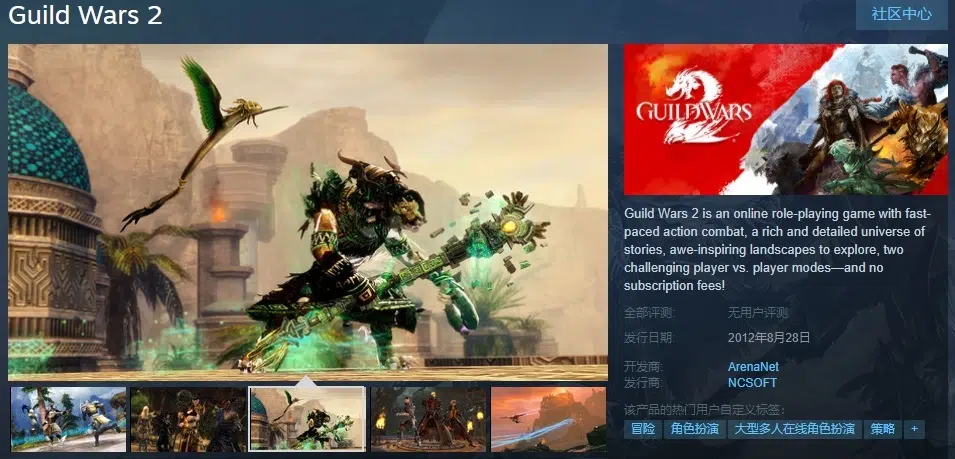 Guild Wars 2
社区中心
GUILD WARS
2
Guild Wars 2 is an online role-playing game with fast-
paced action combat, a rich and detailed universe of
stories, awe-inspiring landscapes to explore, two
challenging player vs. player modes—and no
subscription fees!
全部评测: 无用户评测
发行日期: 2012年8月28日
开发商: ArenaNet
发行商: NCSOFT
该产品的热门用户自定义标签：
冒险 角色扮演 大型多人在线角色扮演 策略 +